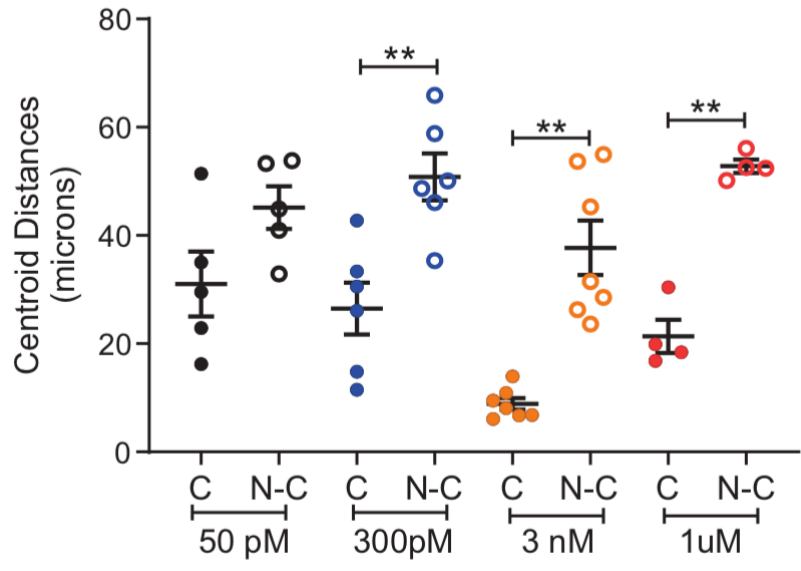 80
60
40
20
0
Centroid Distances
(microns)
**
**
**
C N-C C N-C C N-C C N-C
50 pM 300pM 3 nM 1uM